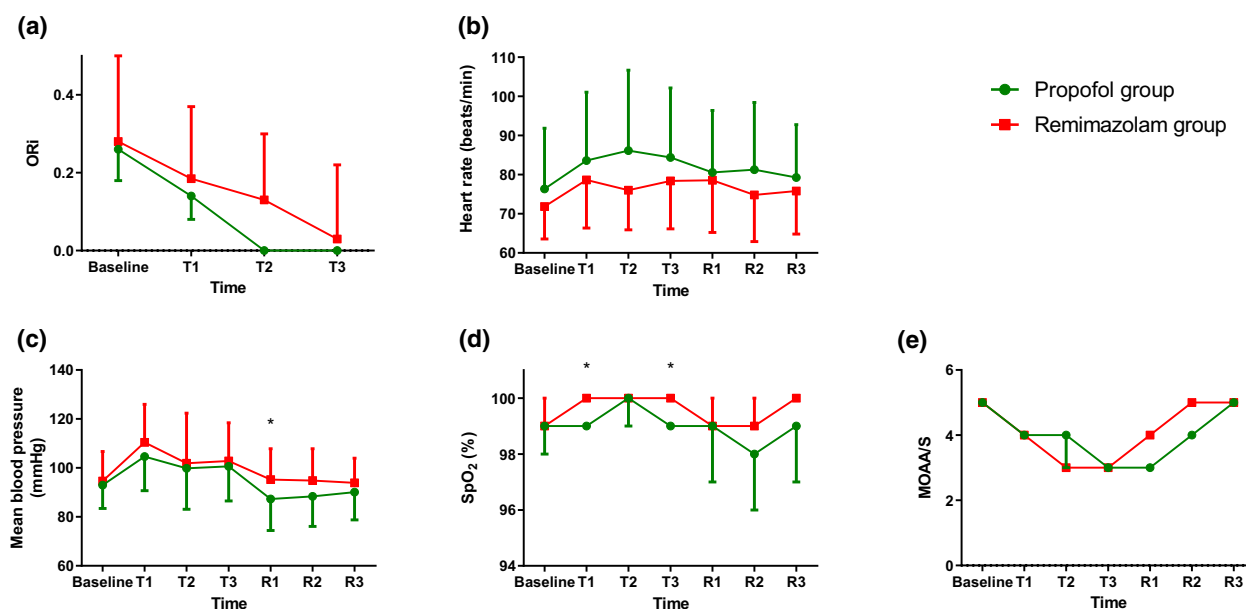 (a)
0.4
0.2
0.0
ORi
Baseline T1 T2 T3
Time
(b)
110
100
90
80
70
60
Heart rate (beats/min)
Baseline T1 T2 T3 R1 R2 R3
Time
Propofol group
Remimazolam group
(c)
140
120
100
80
60
Mean blood pressure
(mmHg)
*
Baseline T1 T2 T3 R1 R2 R3
Time
(d)
100
98
96
94
SpO₂ (%)
* *
Baseline T1 T2 T3 R1 R2 R3
Time
(e)
6
4
2
0
MOAA/S
Baseline T1 T2 T3 R1 R2 R3
Time